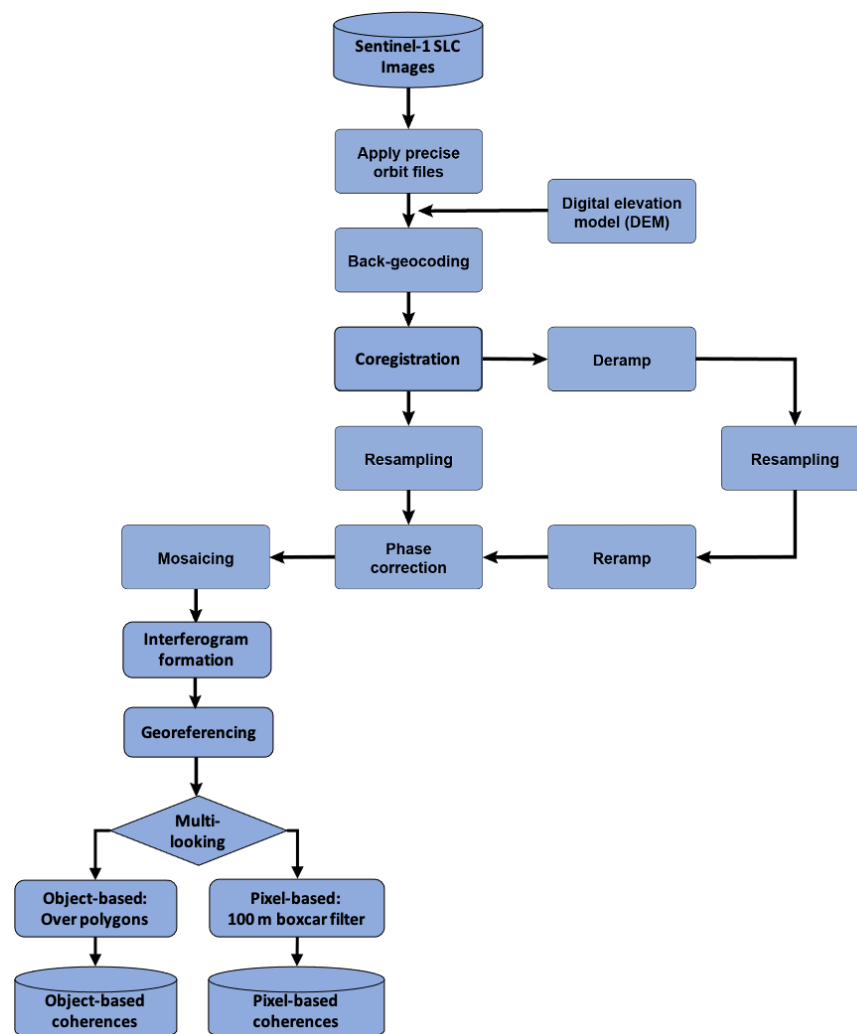 Sentinel-1 SLC
Images
Apply precise
orbit files
Digital elevation
model (DEM)
Back-geocoding
Coregistration
Deramp
Resampling
Resampling
Mosaicing
Phase
correction
Reramp
Interferogram
formation
Georeferencing
Multi-
looking
Object-based:
Over polygons
Pixel-based:
100 m boxcar filter
Object-based
coherences
Pixel-based
coherences